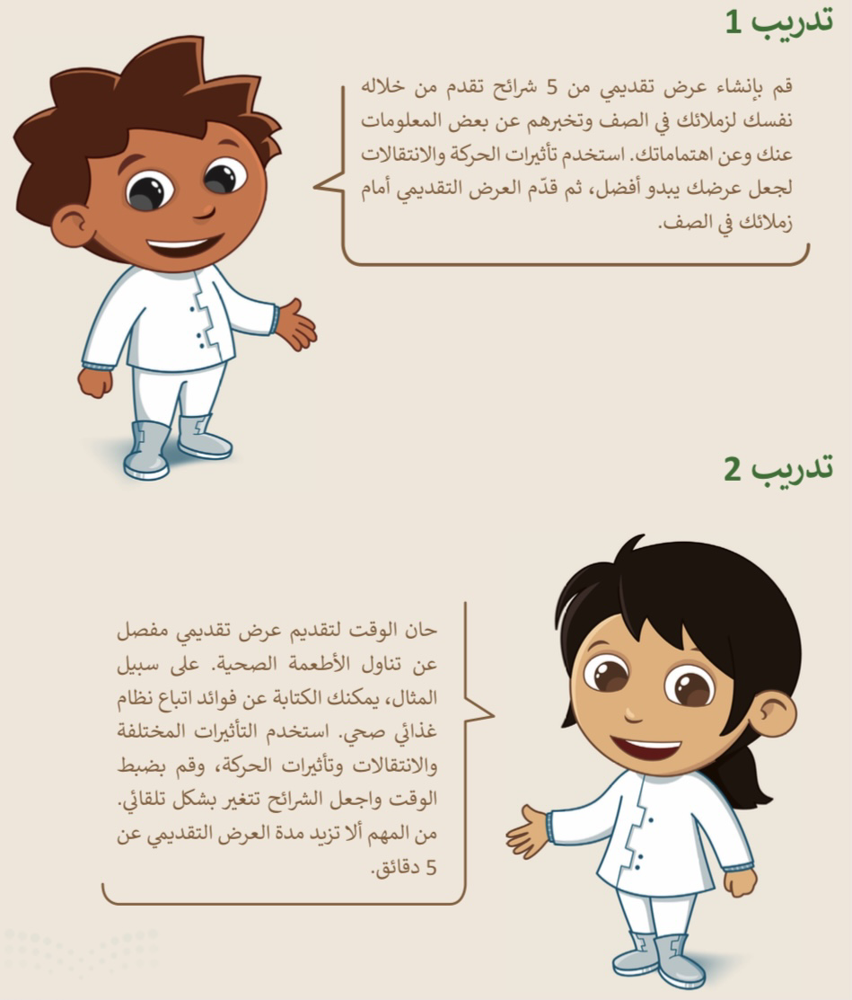 تدريب 1
قم بإنشاء عرض تقديمي من 5 شرائح تقدم من خلاله
نفسك لزملائك في الصف وتخبرهم عن بعض المعلومات
عنك وعن اهتماماتك. استخدم تأثيرات الحركة والانتقالات
لجعل عرضك يبدو أفضل، ثم قدّم العرض التقديمي أمام
زملائك في الصف.
تدريب 2
حان الوقت لتقديم عرض تقديمي مفصل
عن تناول الأطعمة الصحية. على سبيل
المثال، يمكنك الكتابة عن فوائد اتباع نظام
غذائي صحي. استخدم التأثيرات المختلفة
والانتقالات وتأثيرات الحركة، وقم بضبط
الوقت واجعل الشرائح تتغير بشكل تلقائي.
من المهم ألا تزيد مدة العرض التقديمي عن
5 دقائق.